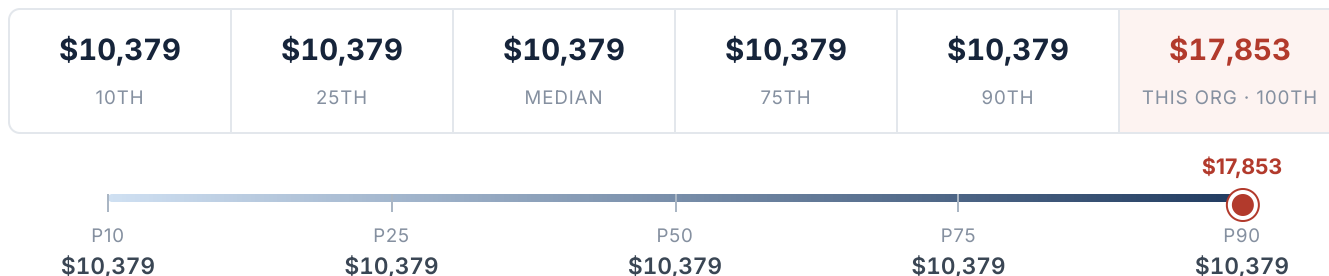 $10,379 $10,379 $10,379 $10,379 $10,379 $17,853
10TH 25TH MEDIAN 75TH 90TH THIS ORG · 100TH
$17,853
P10 P25 P50 P75 P90
$10,379 $10,379 $10,379 $10,379 $10,379